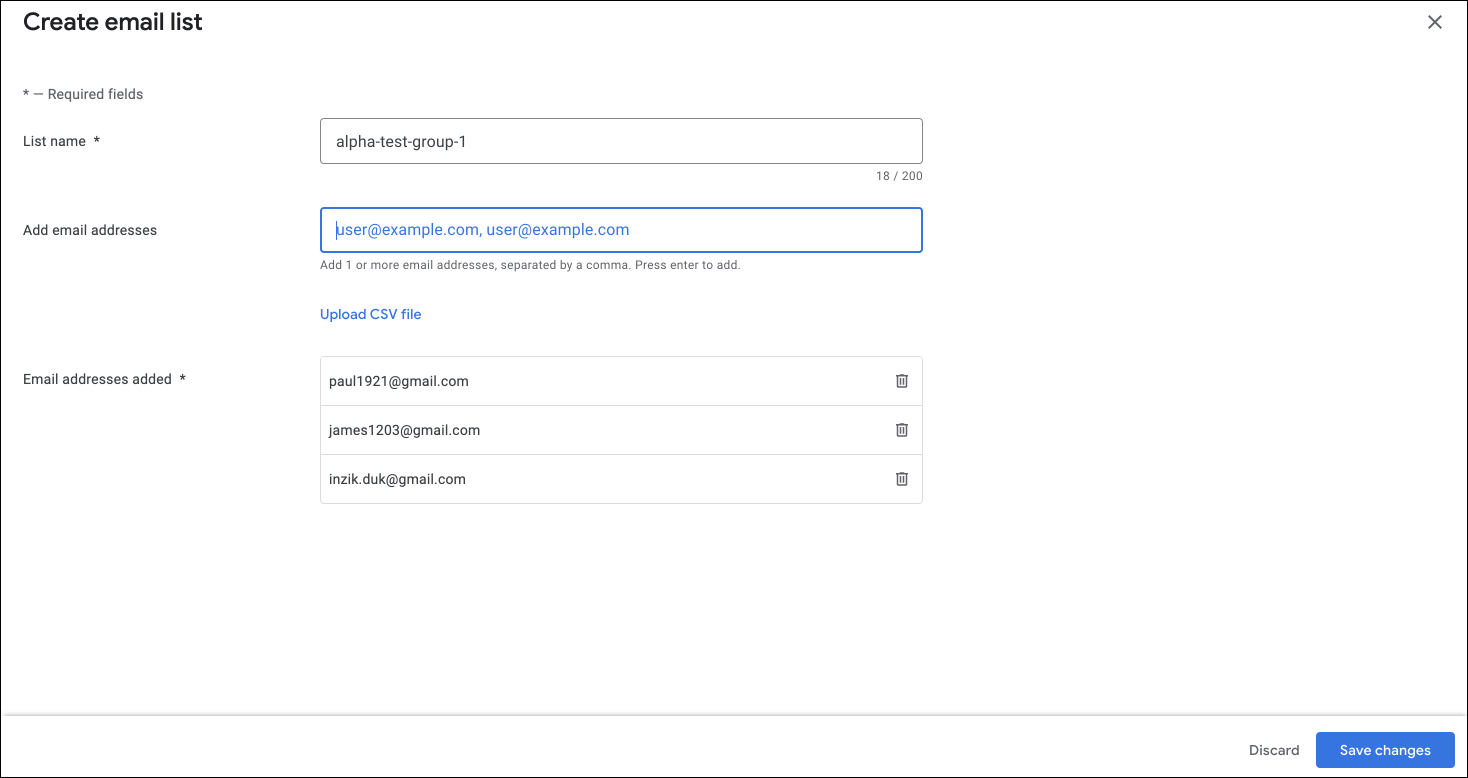 Create email list
* — Required fields
List name *
alpha-test-group-1
18 / 200
Add email addresses
user@example.com, user@example.com
Add 1 or more email addresses, separated by a comma. Press enter to add.
Upload CSV file
Email addresses added *
paul1921@gmail.com
james1203@gmail.com
inzik.duk@gmail.com
Discard
Save changes